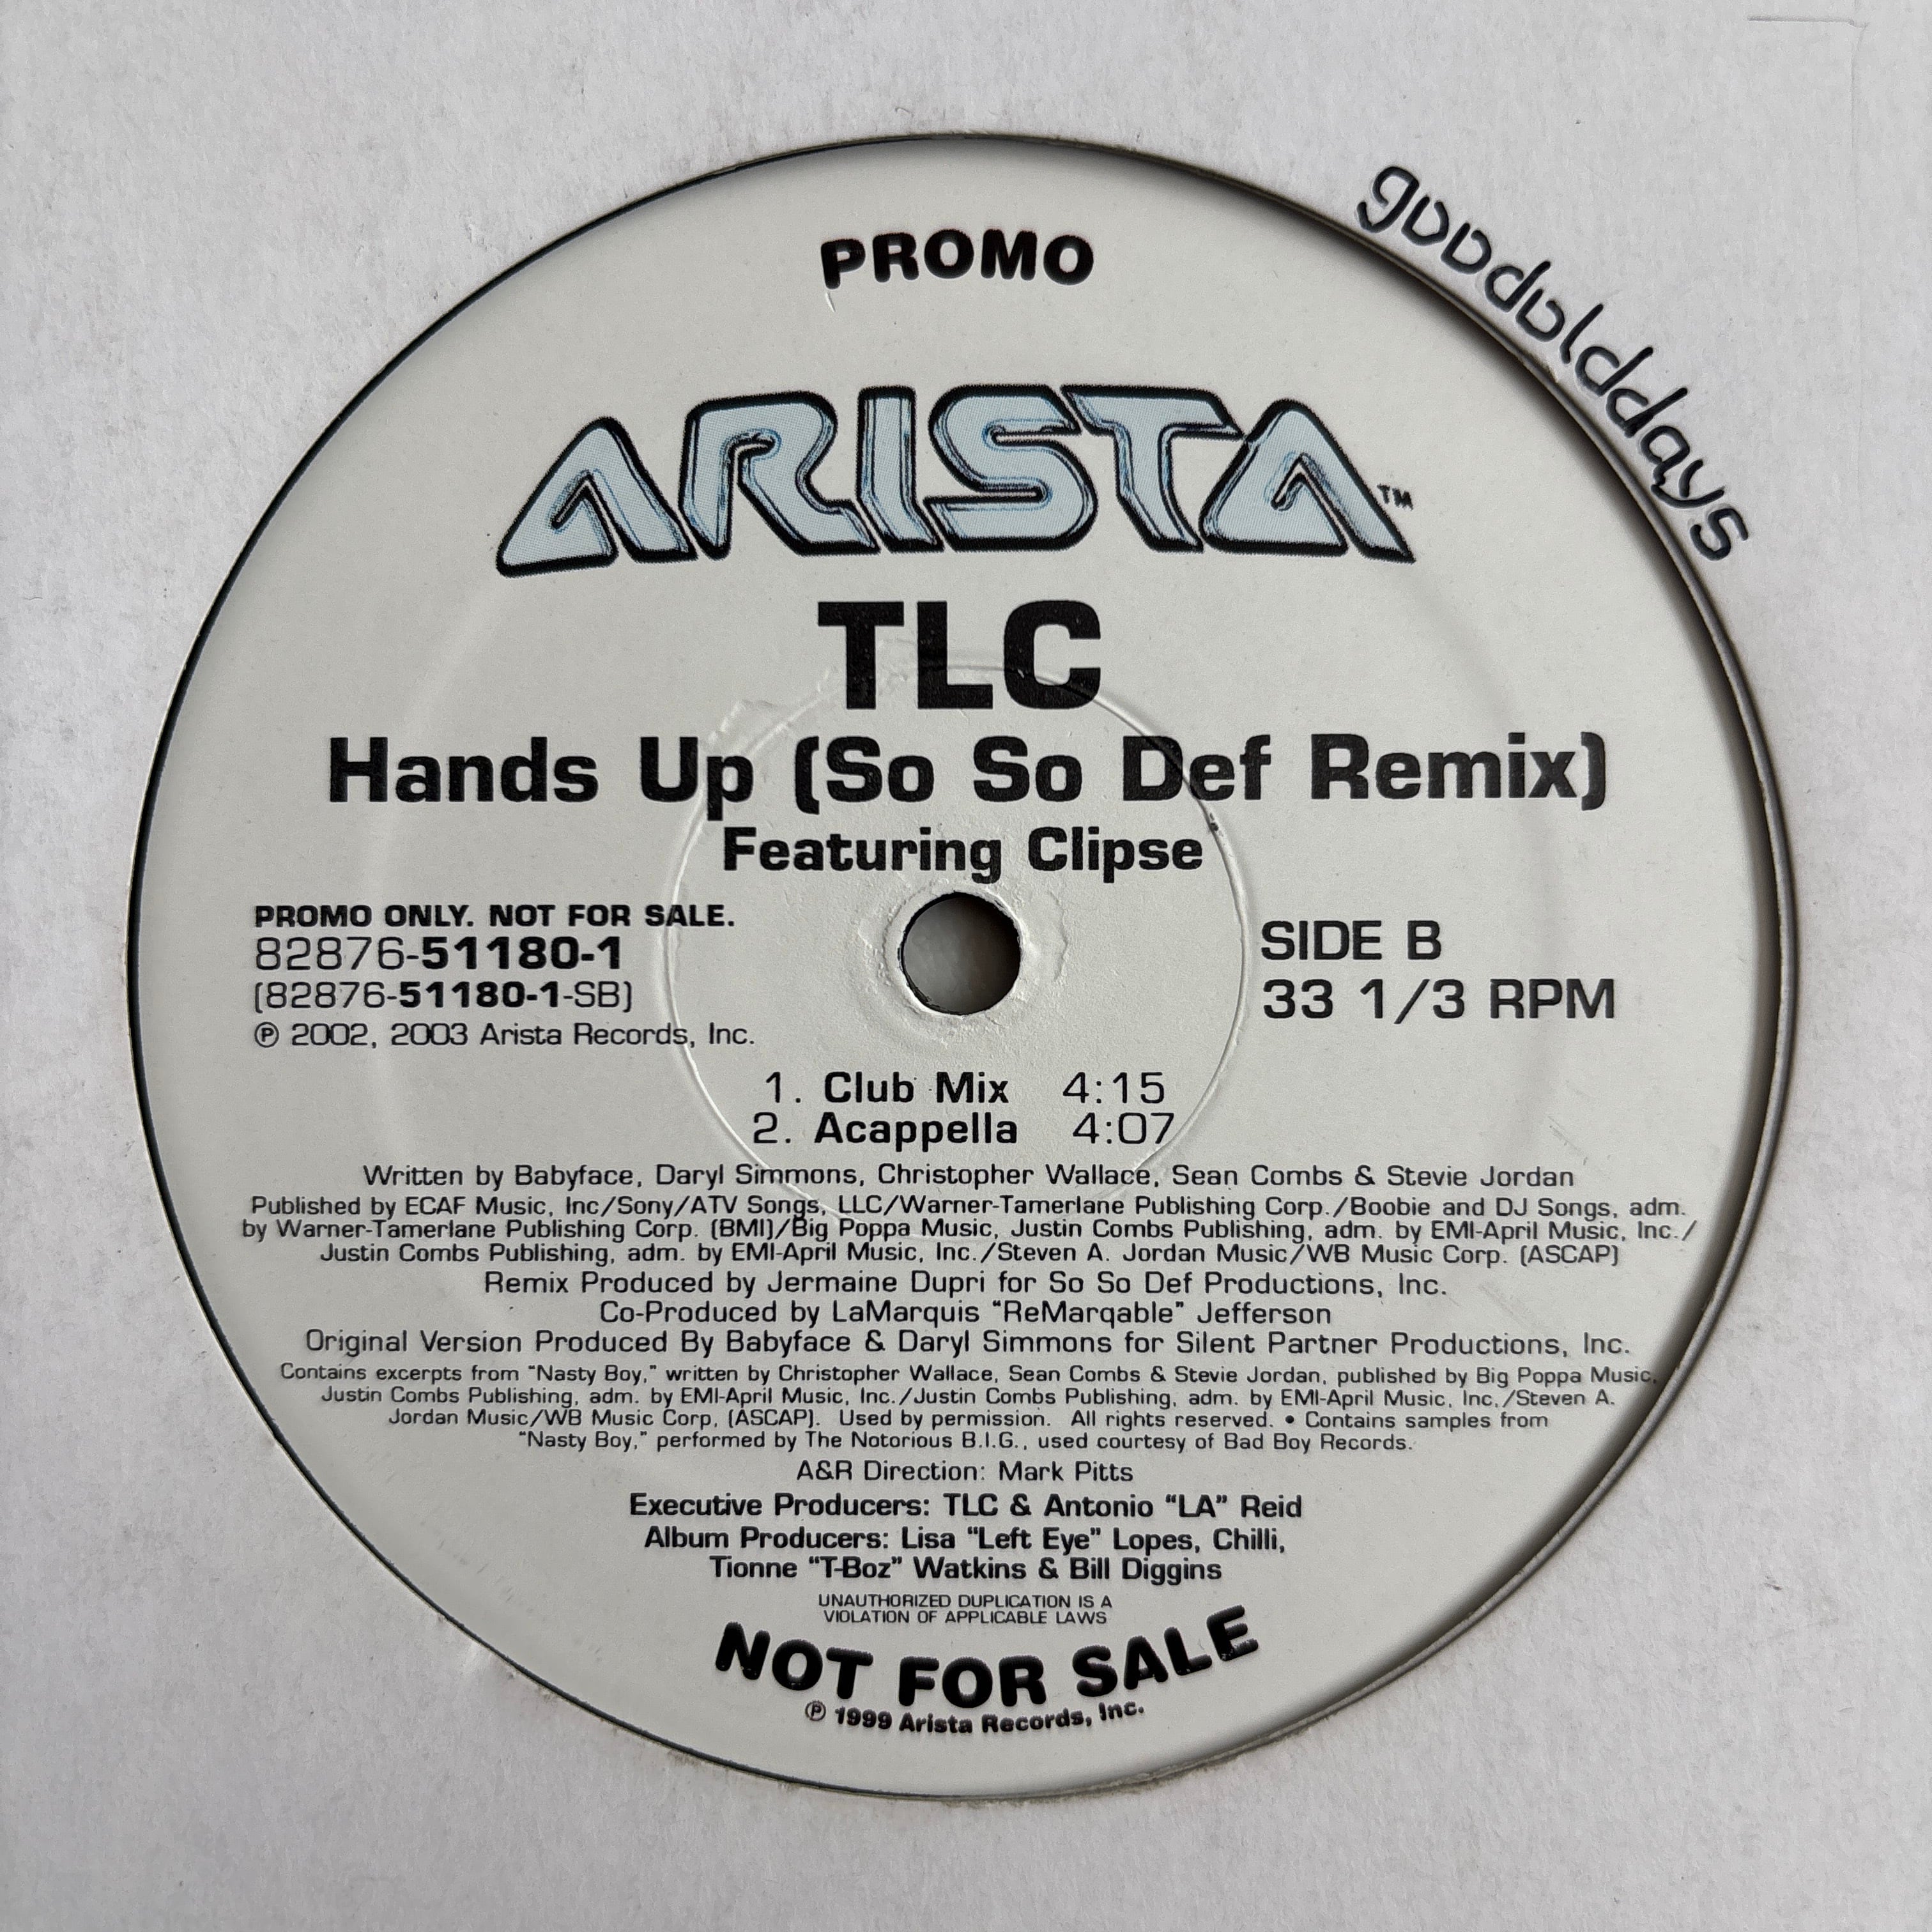 PROMO
gooddlddays
ARISTA™
TLC
Hands Up (So So Def Remix)
Featuring Clipse
PROMO ONLY. NOT FOR SALE.
82876-51180-1
(82876-51180-1-SB)
℗ 2002, 2003 Arista Records, Inc.
SIDE B
33 1/3 RPM
1. Club Mix 4:15
2. Acappella 4:07
Written by Babyface, Daryl Simmons, Christopher Wallace, Sean Combs & Stevie Jordan
Published by ECAF Music, Inc/Sony/ATV Songs, LLC/Warner-Tamerlane Publishing Corp./Boobie and DJ Songs, adm.
by Warner-Tamerlane Publishing Corp. (BMI)/Big Poppa Music, Justin Combs Publishing, adm. by EMI-April Music, Inc./
Justin Combs Publishing, adm. by EMI-April Music, Inc./Steven A. Jordan Music/WB Music Corp. (ASCAP)
Remix Produced by Jermaine Dupri for So So Def Productions, Inc.
Co-Produced by LaMarquis “ReMarqable” Jefferson
Original Version Produced By Babyface & Daryl Simmons for Silent Partner Productions, Inc.
Contains excerpts from “Nasty Boy,” written by Christopher Wallace, Sean Combs & Stevie Jordan, published by Big Poppa Music,
Justin Combs Publishing, adm. by EMI-April Music, Inc./Justin Combs Publishing, adm. by EMI-April Music, Inc./Steven A.
Jordan Music/WB Music Corp, (ASCAP). Used by permission. All rights reserved. • Contains samples from
“Nasty Boy,” performed by The Notorious B.I.G., used courtesy of Bad Boy Records.
A&R Direction: Mark Pitts
Executive Producers: TLC & Antonio “LA” Reid
Album Producers: Lisa “Left Eye” Lopes, Chilli,
Tionne “T-Boz” Watkins & Bill Diggins
UNAUTHORIZED DUPLICATION IS A
VIOLATION OF APPLICABLE LAWS
NOT FOR SALE
℗ 1999 Arista Records, Inc.